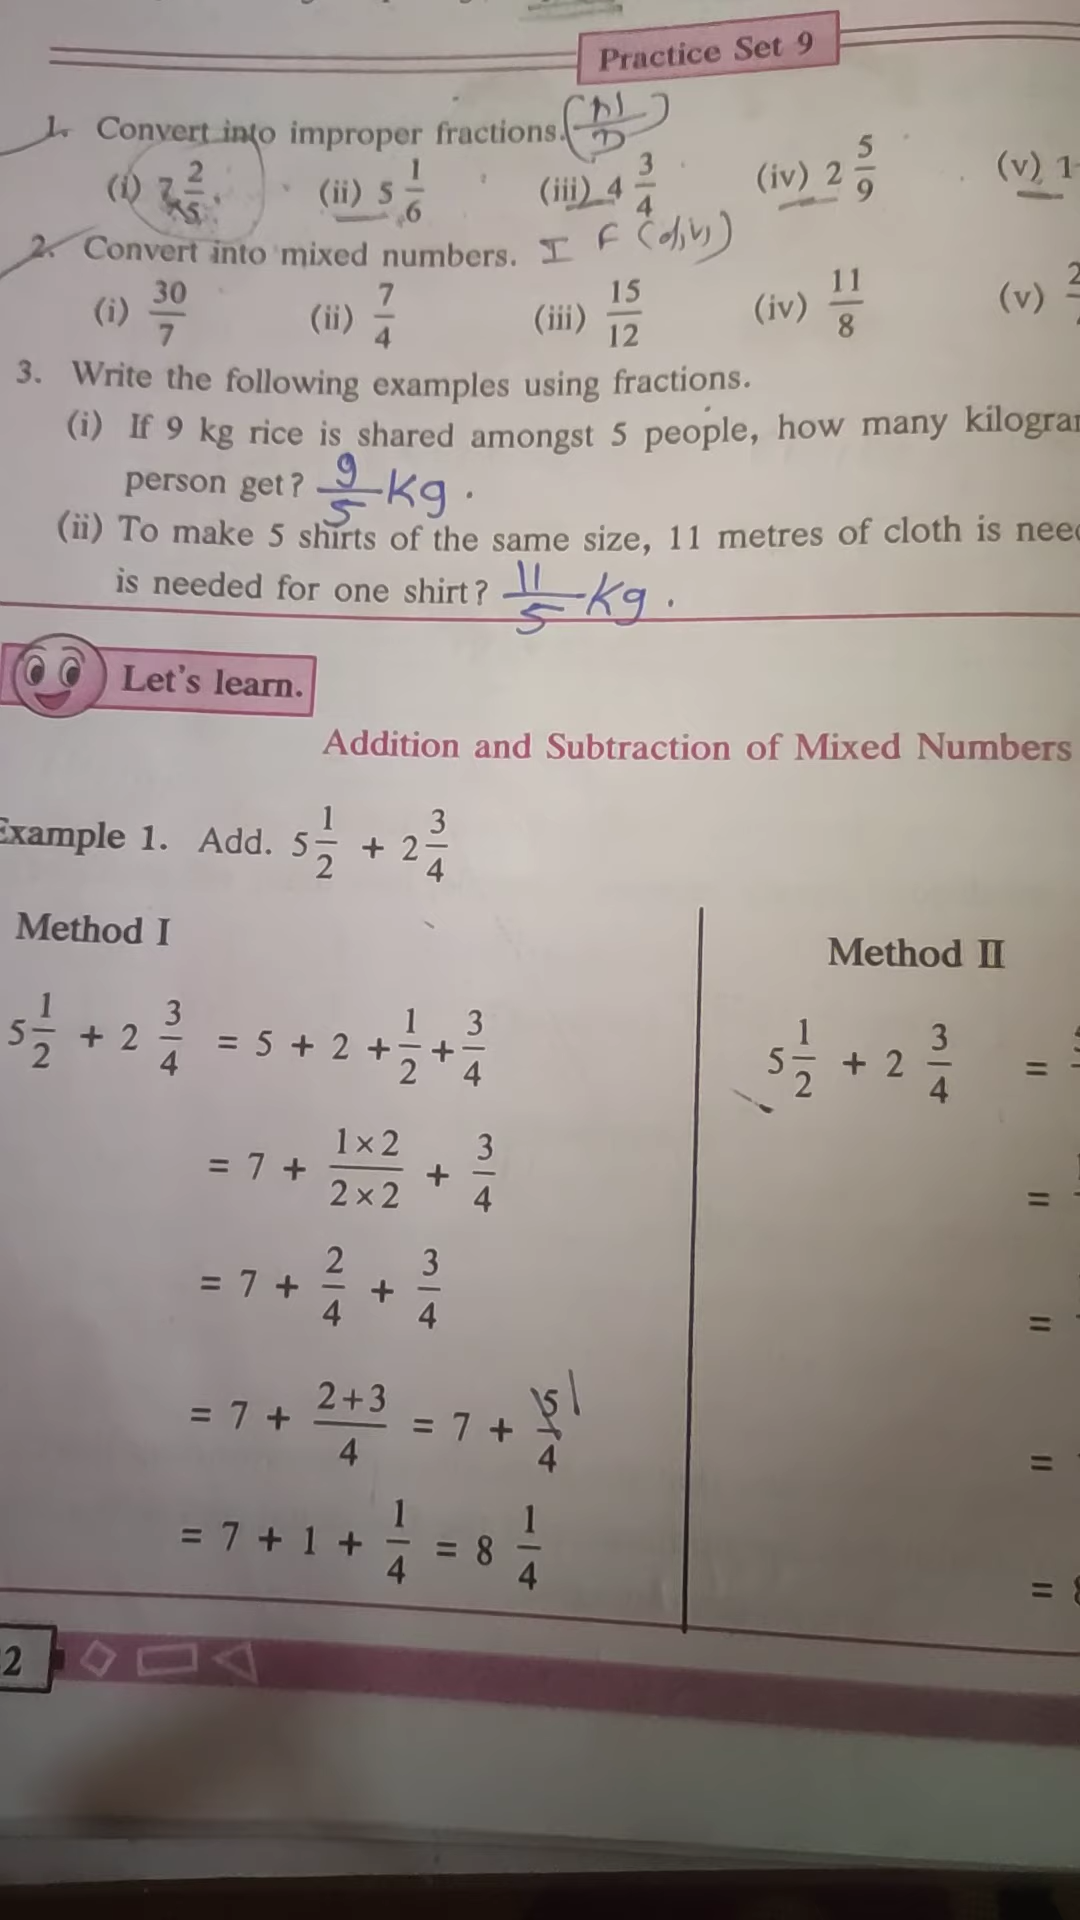 Practice Set 9
1. Convert into improper fractions.
(i) 7 2/5 (ii) 5 1/6 (iii) 4 3/4 (iv) 2 5/9 (v) 1
2. Convert into mixed numbers. I F
(i) 30/7 (ii) 7/4 (iii) 15/12 (iv) 11/8 (v) 2
3. Write the following examples using fractions.
(i) If 9 kg rice is shared amongst 5 people, how many kilogram
person get? 9/5 Kg.
(ii) To make 5 shirts of the same size, 11 metres of cloth is need
is needed for one shirt? 11/5 Kg.
Let's learn.
Addition and Subtraction of Mixed Numbers
Example 1. Add. 5 1/2 + 2 3/4
Method I
5 1/2 + 2 3/4 = 5 + 2 + 1/2 + 3/4
= 7 + 1×2/2×2 + 3/4
= 7 + 2/4 + 3/4
= 7 + 2+3/4 = 7 + 5/4
= 7 + 1 + 1/4 = 8 1/4
Method II
5 1/2 + 2 3/4 =
=
=
=
= 8
2